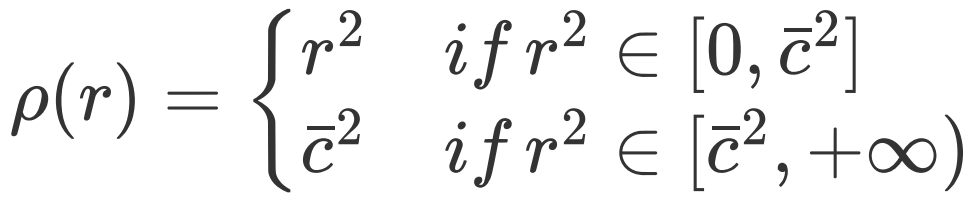 ρ(r) = { r² if r² ∈ [0, c̄²]
c̄² if r² ∈ [c̄², +∞)